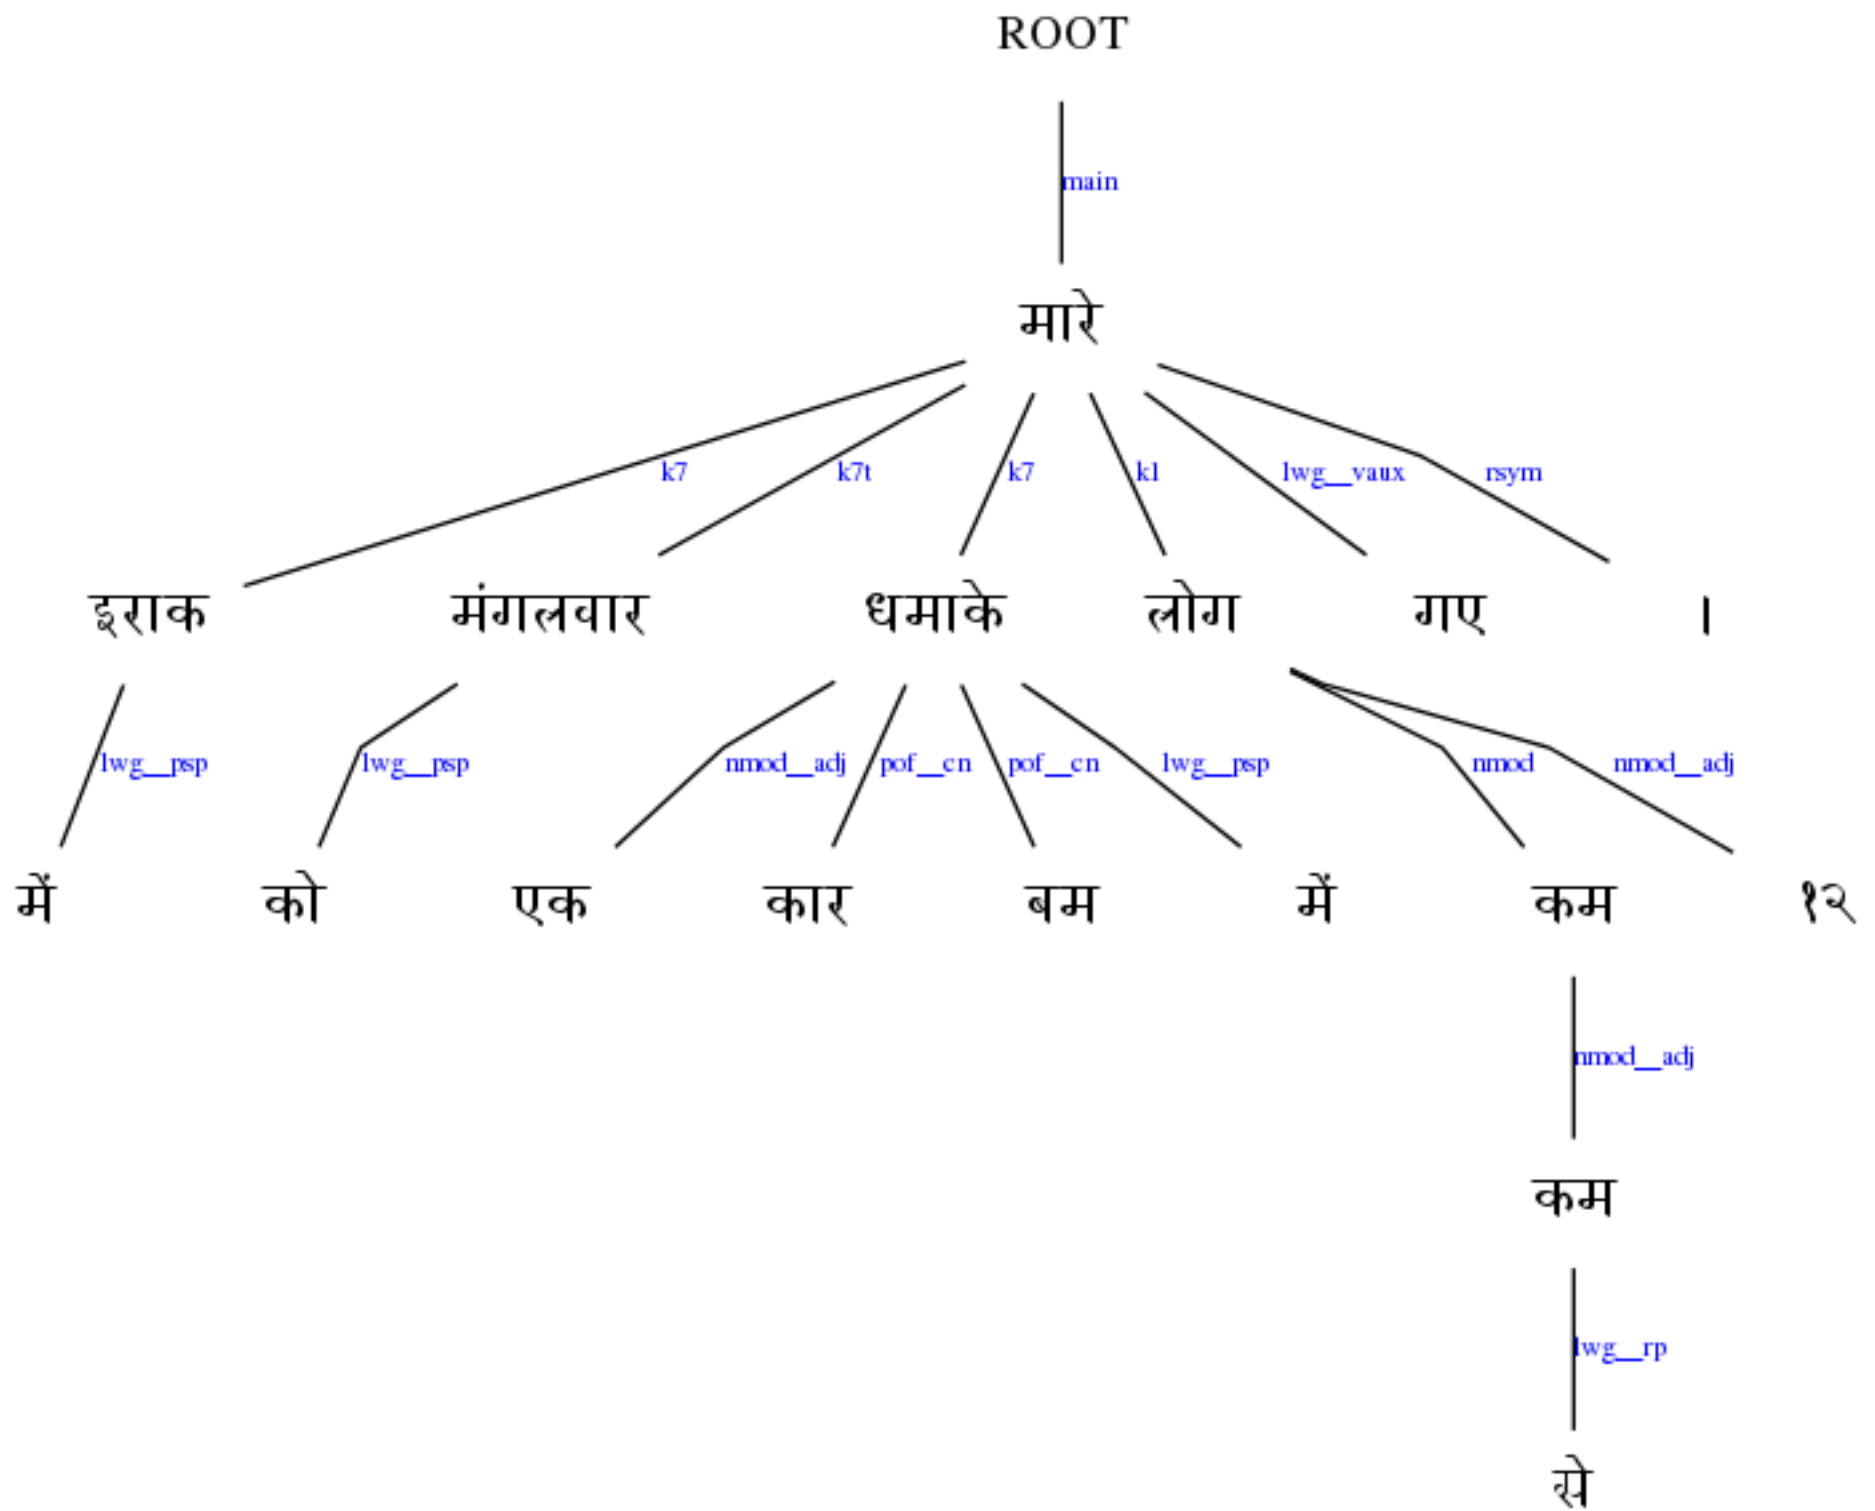 ROOT
main
मारे
k7 k7t k7 k1 lwg__vaux rsym
इराक मंगलवार धमाके लोग गए ।
lwg__psp lwg__psp nmod__adj pof__cn pof__cn lwg__psp nmod nmod__adj
में को एक कार बम में कम १२
nmod__adj
कम
lwg__rp
से